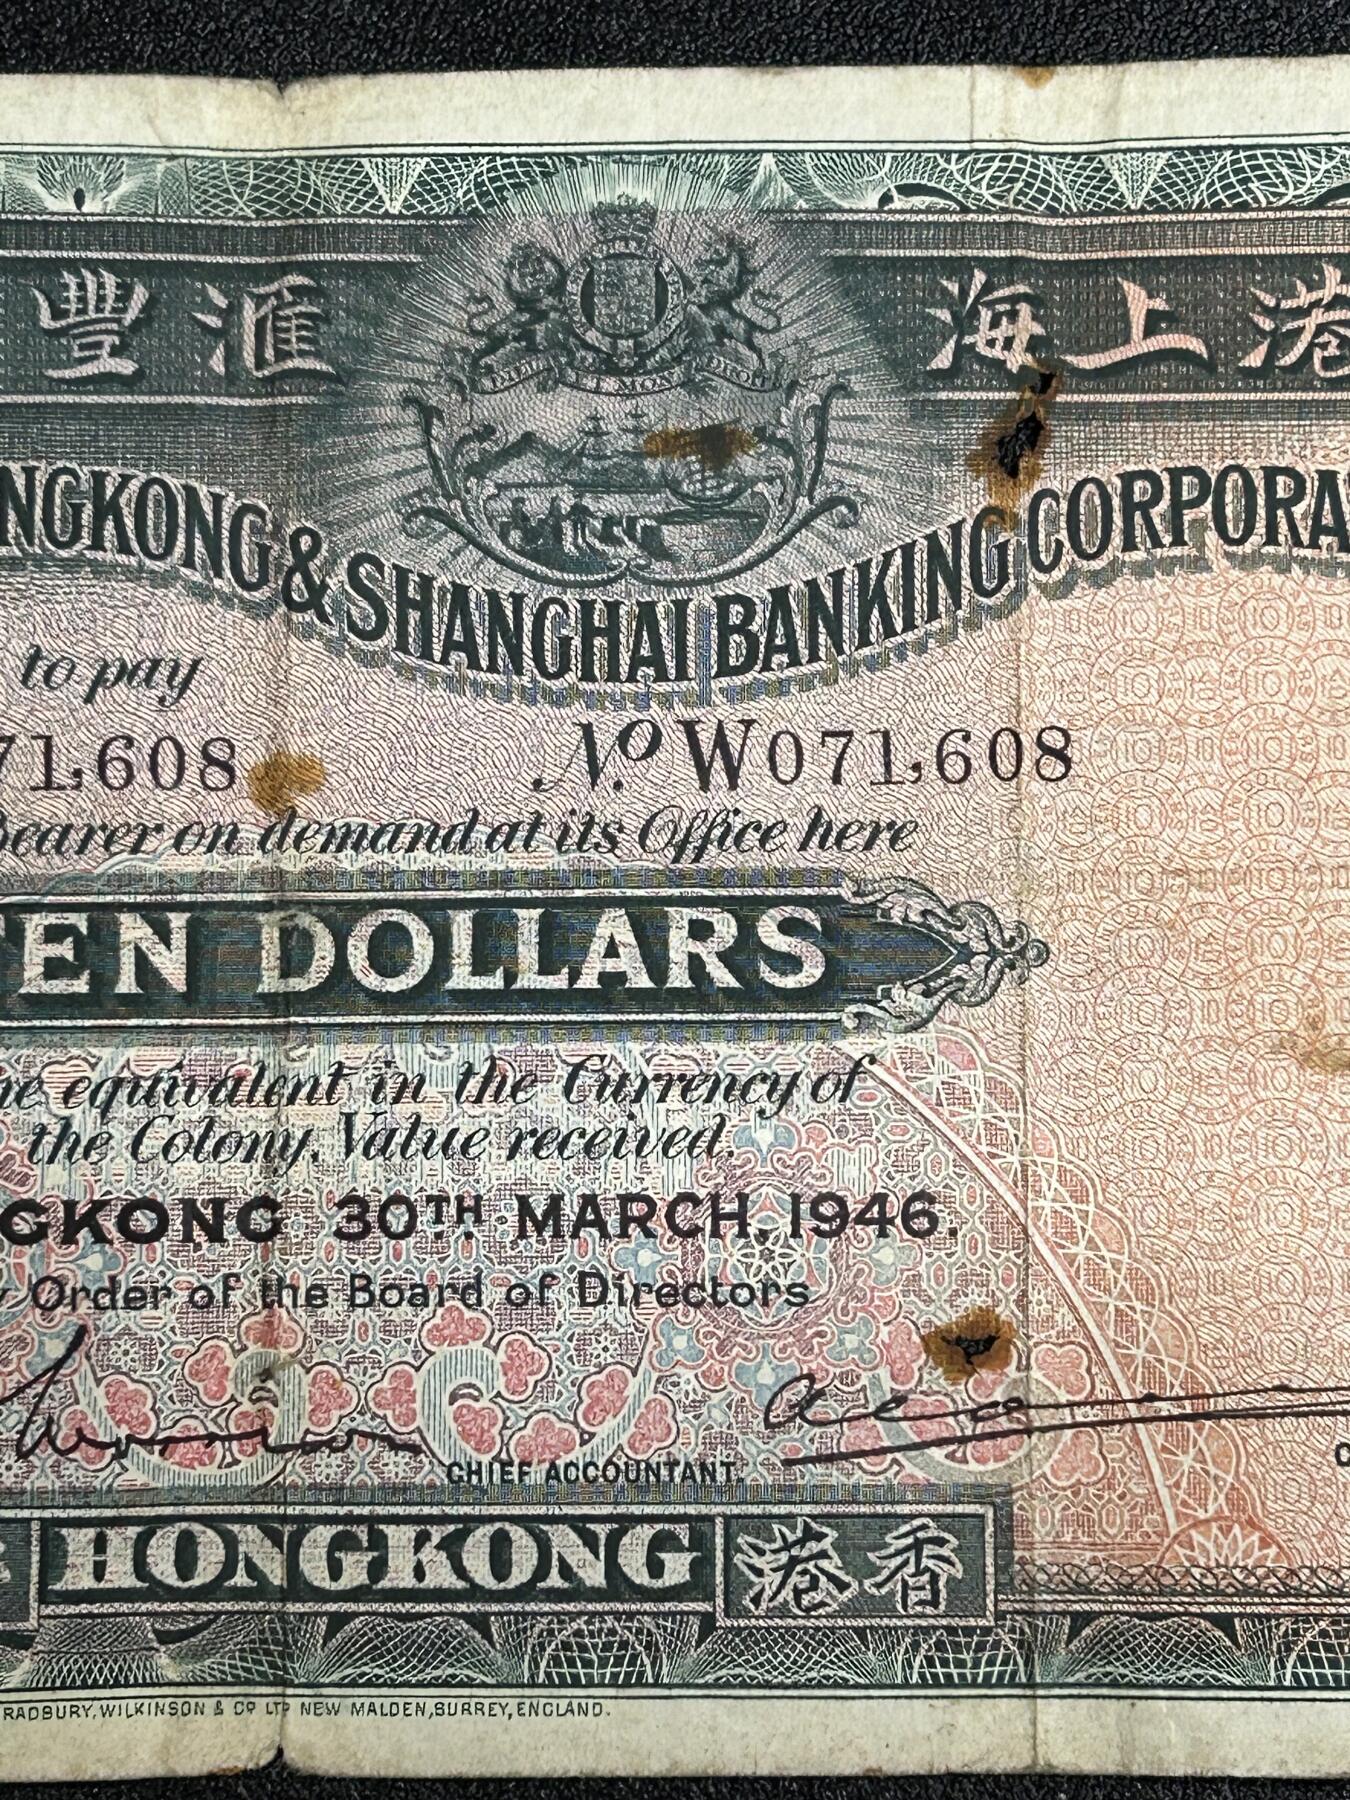 豐 滙 海 上 港
NGKONG & SHANGHAI BANKING CORPORA
to pay
71,608 No. W071,608
bearer on demand at its Office here
EN DOLLARS
he equivalent in the Currency of
the Colony. Value received.
GKONG 30TH MARCH, 1946.
y Order of the Board of Directors
CHIEF ACCOUNTANT.
HONGKONG 港 香
RADBURY, WILKINSON & CO LTD NEW MALDEN, SURREY, ENGLAND.